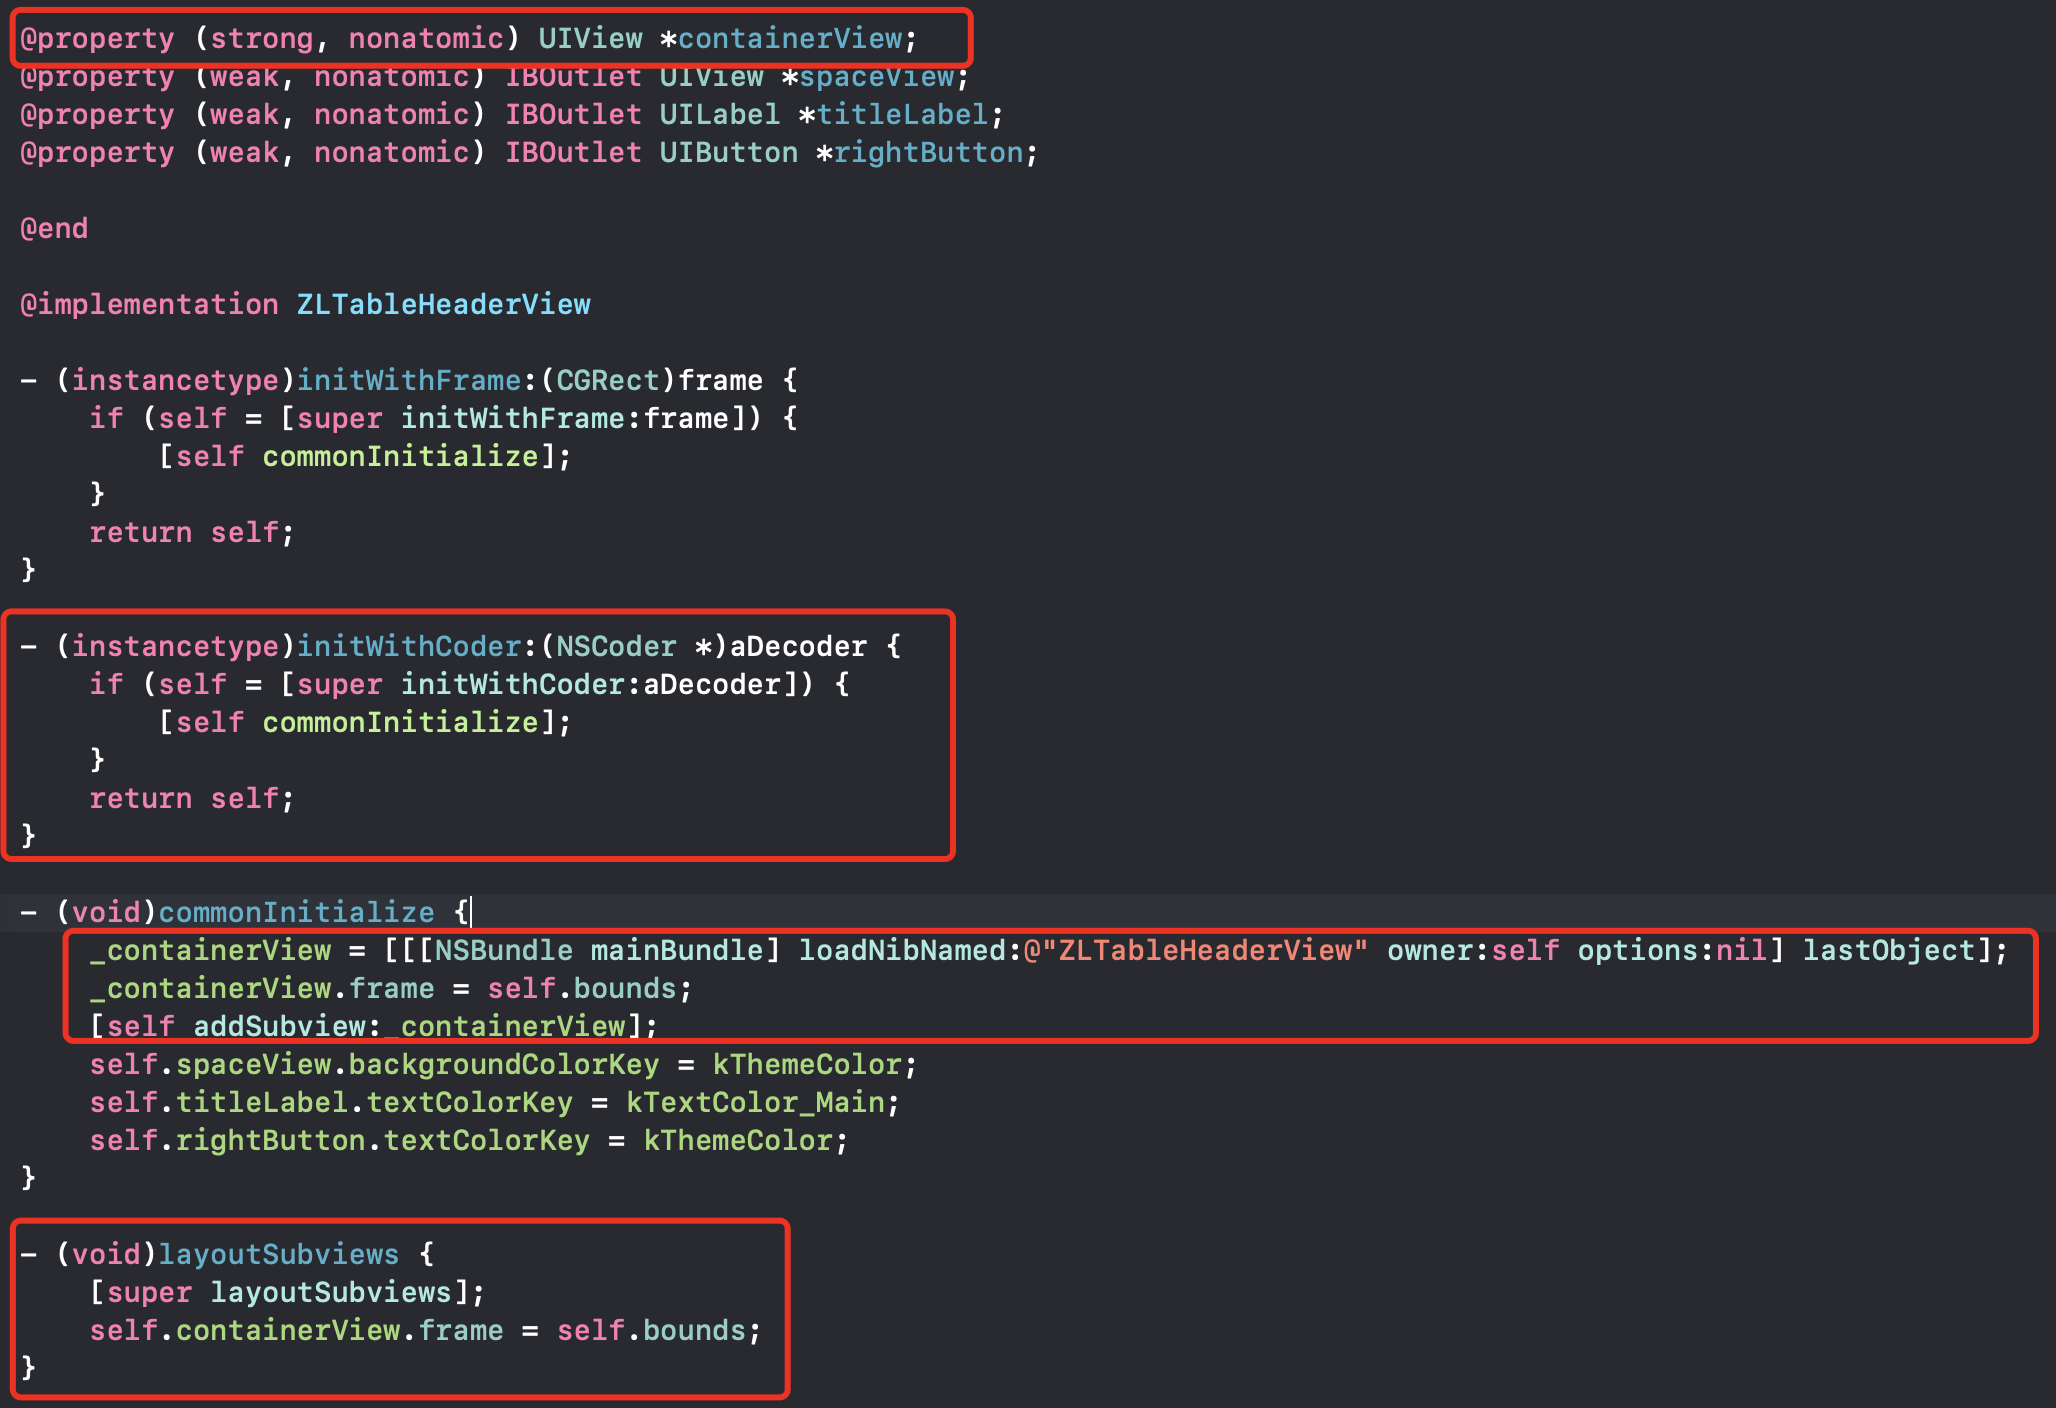 @property (strong, nonatomic) UIView *containerView;
@property (weak, nonatomic) IBOutlet UIView *spaceView;
@property (weak, nonatomic) IBOutlet UILabel *titleLabel;
@property (weak, nonatomic) IBOutlet UIButton *rightButton;
@end
@implementation ZLTableHeaderView
- (instancetype)initWithFrame:(CGRect)frame {
    if (self = [super initWithFrame:frame]) {
        [self commonInitialize];
    }
    return self;
}
- (instancetype)initWithCoder:(NSCoder *)aDecoder {
    if (self = [super initWithCoder:aDecoder]) {
        [self commonInitialize];
    }
    return self;
}
- (void)commonInitialize {
    _containerView = [[[NSBundle mainBundle] loadNibNamed:@"ZLTableHeaderView" owner:self options:nil] lastObject];
    _containerView.frame = self.bounds;
    [self addSubview:_containerView];
    self.spaceView.backgroundColorKey = kThemeColor;
    self.titleLabel.textColorKey = kTextColor_Main;
    self.rightButton.textColorKey = kThemeColor;
}
- (void)layoutSubviews {
    [super layoutSubviews];
    self.containerView.frame = self.bounds;
}